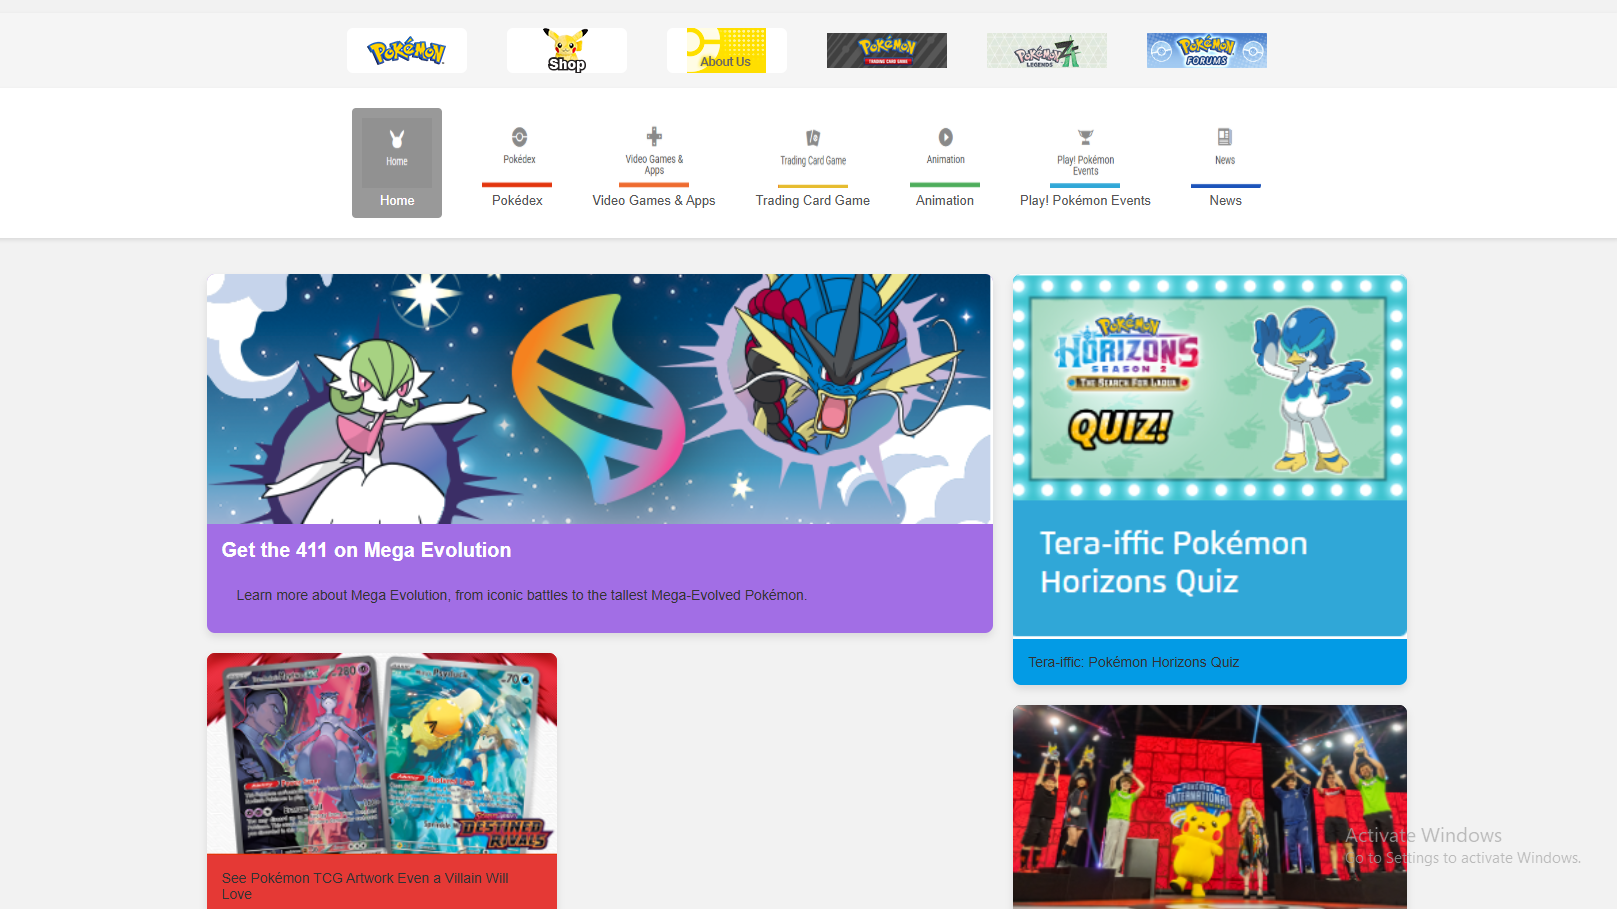 Pokémon
Shop
About Us
Pokémon
TRADING CARD GAME
Pokémon
LEGENDS
Z-A
Pokémon
FORUMS
Home
Pokédex
Video Games &
Apps
Trading Card Game
Animation
Play! Pokémon
Events
News
Home
Pokédex
Video Games & Apps
Trading Card Game
Animation
Play! Pokémon Events
News
Pokémon
HORIZONS
SEASON 2
THE SEARCH FOR LAQUA
QUIZ!
Get the 411 on Mega Evolution
Learn more about Mega Evolution, from iconic battles to the tallest Mega-Evolved Pokémon.
Tera-iffic Pokémon
Horizons Quiz
Tera-iffic: Pokémon Horizons Quiz
280
70
DESTINED
RIVALS
See Pokémon TCG Artwork Even a Villain Will
Love
POKÉMON
INTERNATIONAL
Activate Windows
Go to Settings to activate Windows.